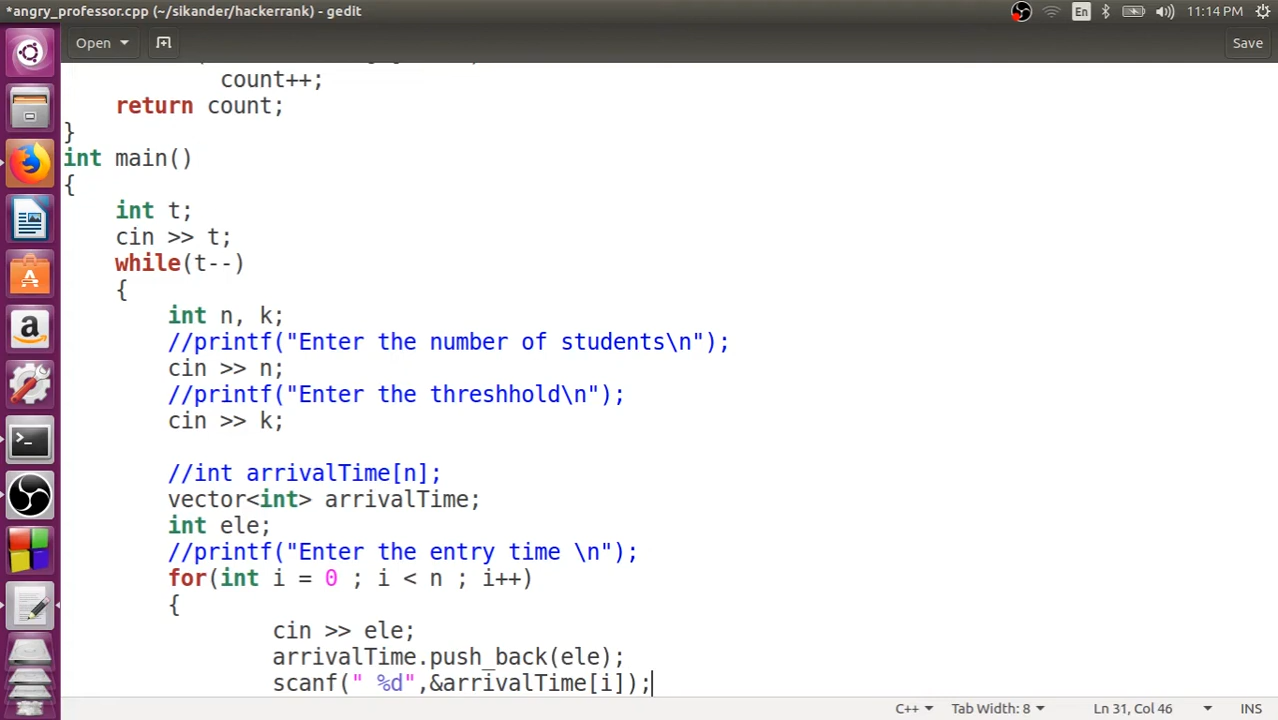 *angry_professor.cpp (~/sikander/hackerrank) - gedit
En
11:14 PM
Open
Save
count++;
return count;
}
int main()
{
int t;
cin >> t;
while(t--)
{
int n, k;
//printf("Enter the number of students\n");
cin >> n;
//printf("Enter the threshhold\n");
cin >> k;
//int arrivalTime[n];
vector<int> arrivalTime;
int ele;
//printf("Enter the entry time \n");
for(int i = 0 ; i < n ; i++)
{
cin >> ele;
arrivalTime.push_back(ele);
scanf(" %d",&arrivalTime[i]);
C++
Tab Width: 8
Ln 31, Col 46
INS